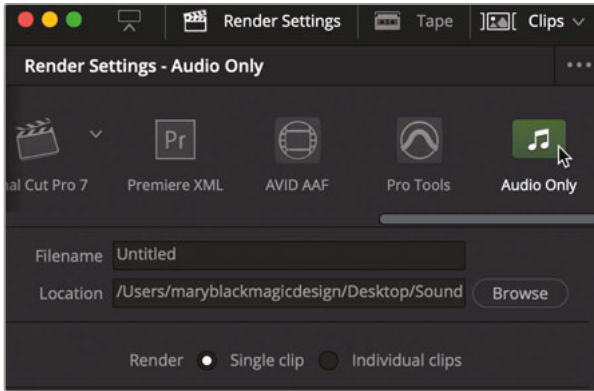 Render Settings Tape Clips
Render Settings - Audio Only
Pr
nal Cut Pro 7 Premiere XML AVID AAF Pro Tools Audio Only
Filename Untitled
Location /Users/maryblackmagicdesign/Desktop/Sound Browse
Render Single clip Individual clips